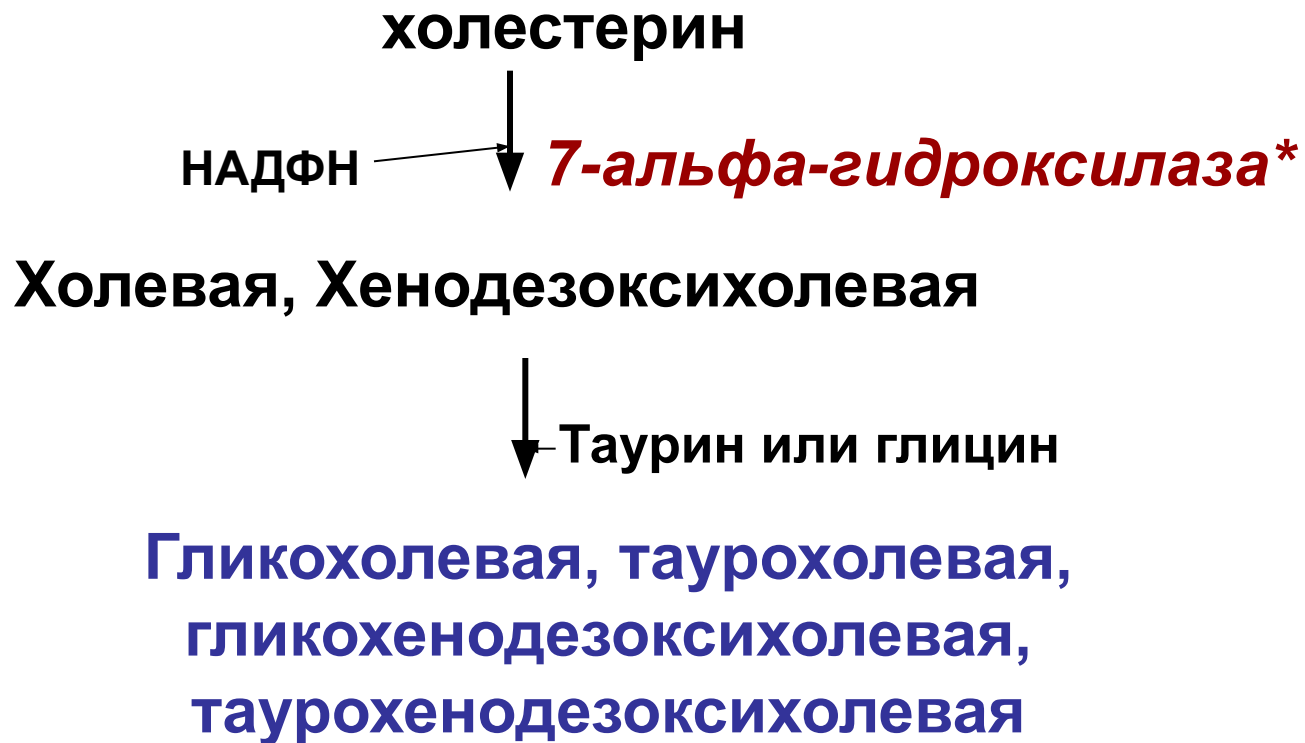 холестерин
НАДФН
7-альфа-гидроксилаза*
Холевая, Хенодезоксихолевая
Таурин или глицин
Гликохолевая, таурохолевая,
гликохенодезоксихолевая,
таурохенодезоксихолевая